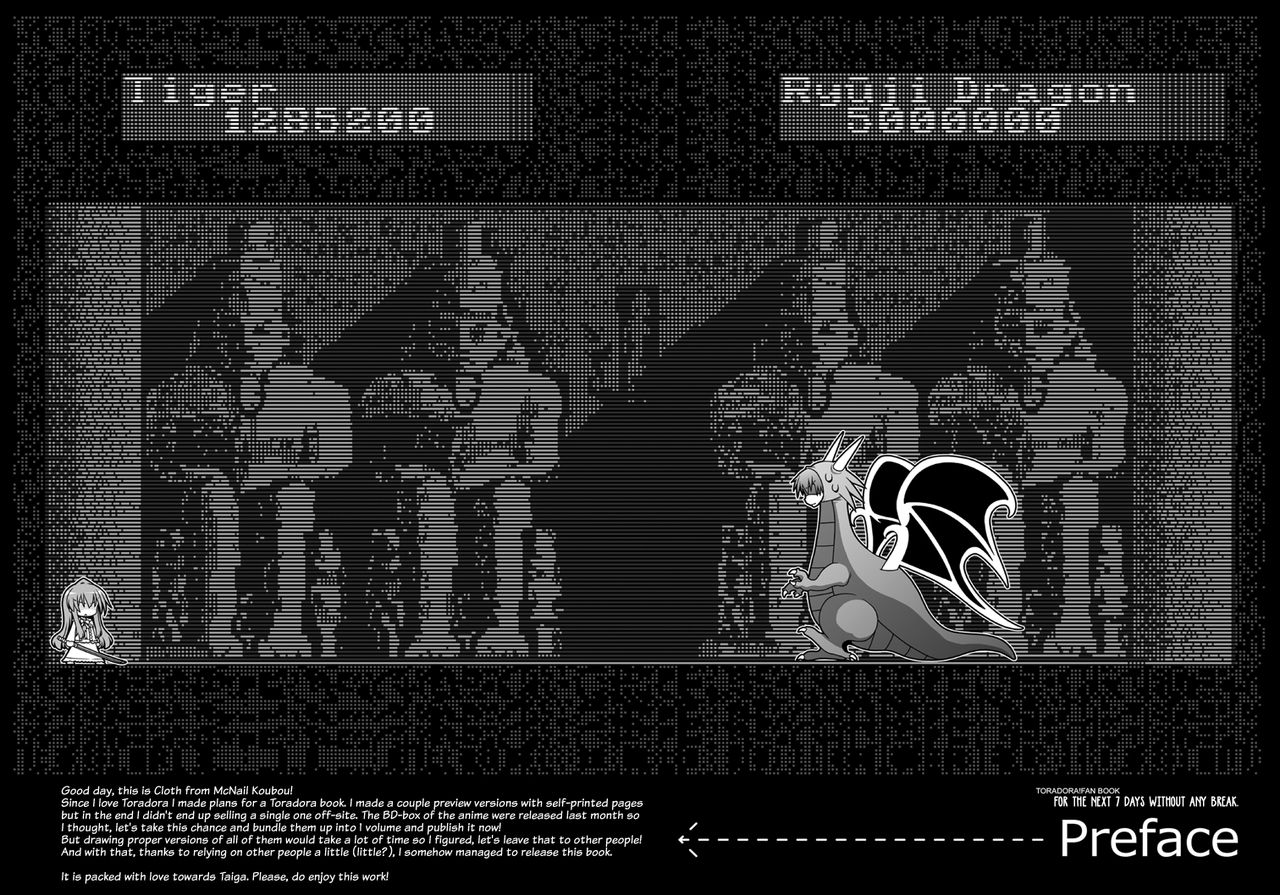 Tiger
1285200
Ryūji Dragon
5000000
Good day, this is Cloth from McNail Koubou!
Since I love Toradora I made plans for a Toradora book. I made a couple preview versions with self-printed pages
but in the end I didn't end up selling a single one off-site. The BD-box of the anime were released last month so
I thought, let's take this chance and bundle them up into 1 volume and publish it now!
But drawing proper versions of all of them would take a lot of time so I figured, let's leave that to other people!
And with that, thanks to relying on other people a little (little?), I somehow managed to release this book.
It is packed with love towards Taiga. Please, do enjoy this work!
TORADORA!FAN BOOK
FOR THE NEXT 7 DAYS WITHOUT ANY BREAK.
Preface